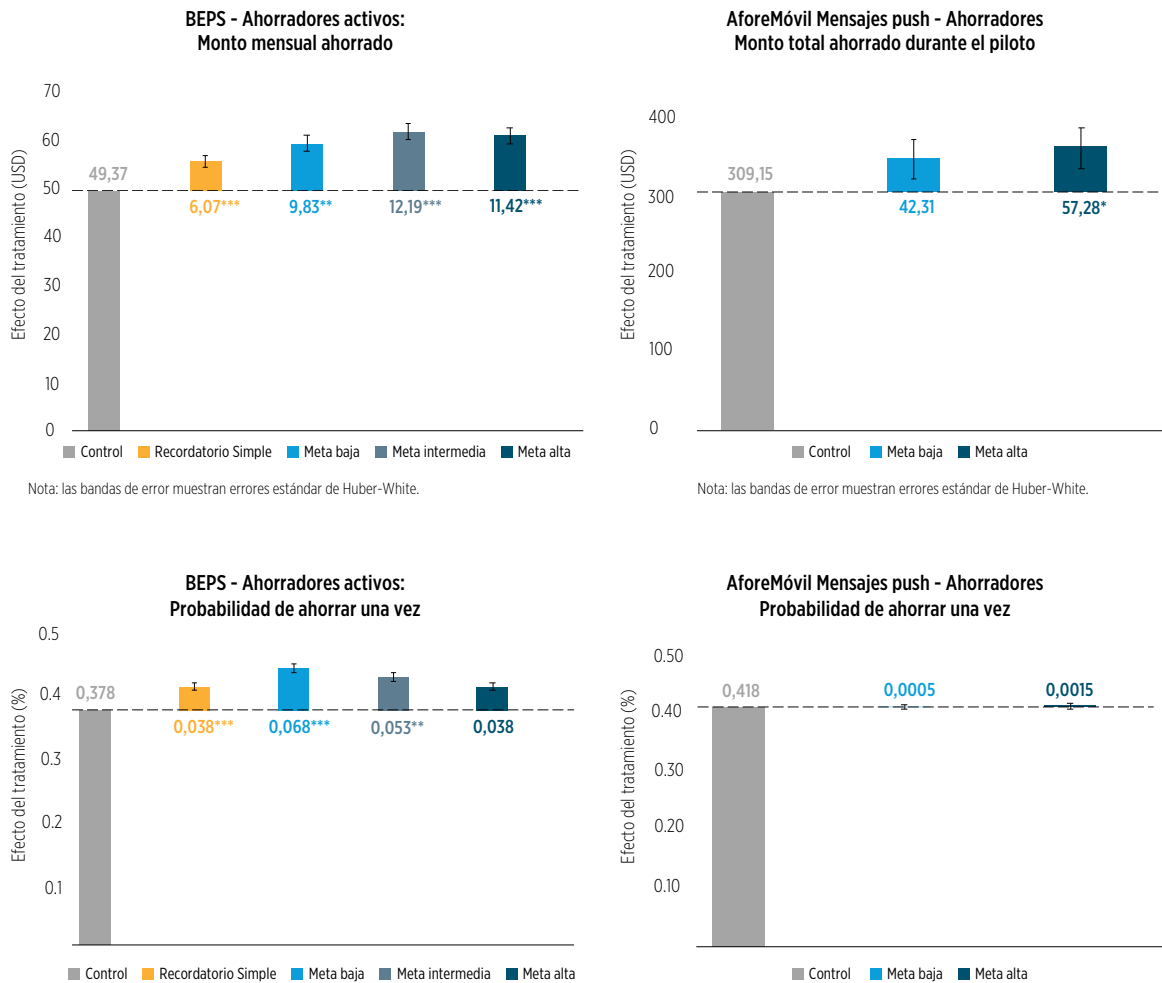 BEPS - Ahorradores activos:
Monto mensual ahorrado
Efecto del tratamiento (USD)
70
60
50
40
30
20
10
0
49,37
6,07***
9,83**
12,19***
11,42***
Control
Recordatorio Simple
Meta baja
Meta intermedia
Meta alta
Nota: las bandas de error muestran errores estándar de Huber-White.
AforeMóvil Mensajes push - Ahorradores
Monto total ahorrado durante el piloto
Efecto del tratamiento (USD)
400
300
200
100
0
309,15
42,31
57,28*
Control
Meta baja
Meta alta
Nota: las bandas de error muestran errores estándar de Huber-White.
BEPS - Ahorradores activos:
Probabilidad de ahorrar una vez
Efecto del tratamiento (%)
0.5
0.4
0.3
0.2
0.1
0,378
0,038***
0,068***
0,053**
0,038
Control
Recordatorio Simple
Meta baja
Meta intermedia
Meta alta
AforeMóvil Mensajes push - Ahorradores
Probabilidad de ahorrar una vez
Efecto del tratamiento (%)
0.50
0.40
0.30
0.20
0.10
0,418
0,0005
0,0015
Control
Meta baja
Meta alta